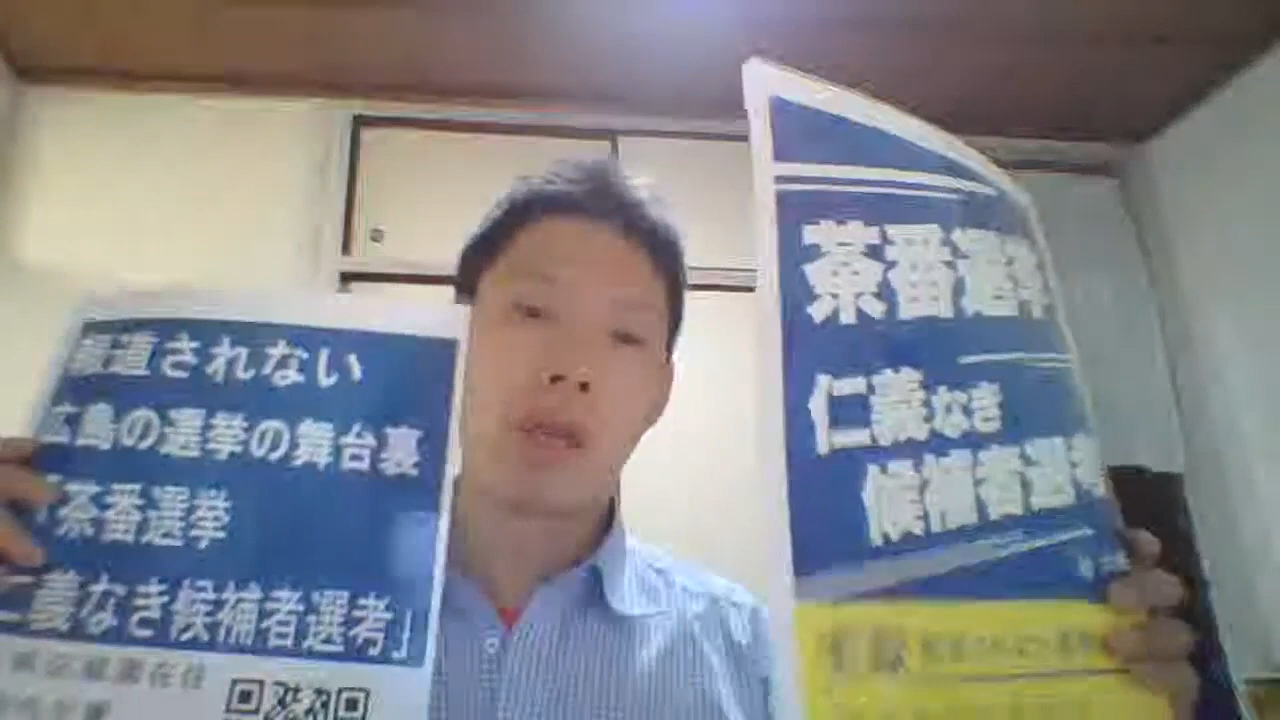 報道されない
広島の選挙の舞台裏
「茶番選挙
仁義なき候補者選考」
茶番選挙
仁義なき
候補者選考